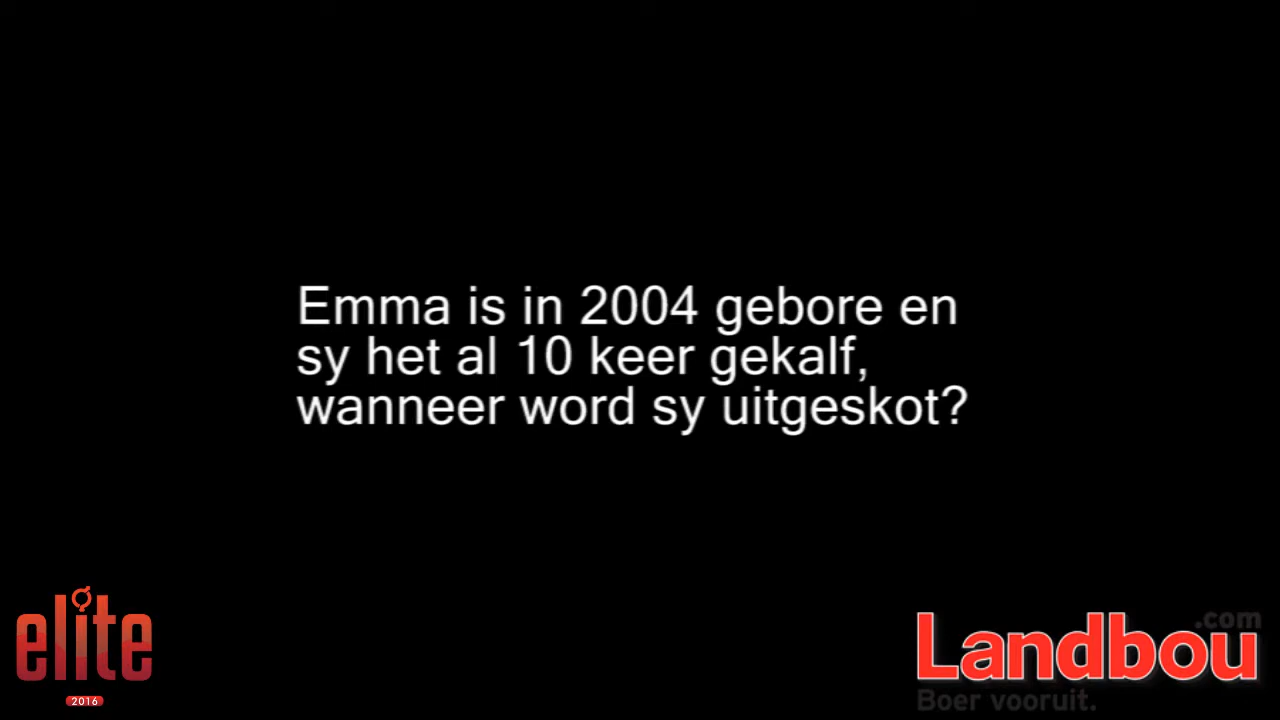 Emma is in 2004 gebore en
sy het al 10 keer gekalf,
wanneer word sy uitgeskot?
elite
2016
.com
Landbou
Boer vooruit.